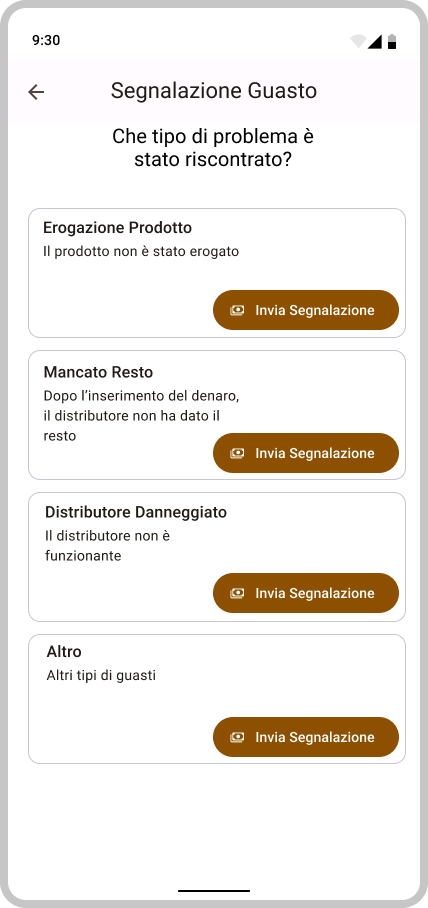 9:30
Segnalazione Guasto
Che tipo di problema è
stato riscontrato?
Erogazione Prodotto
Il prodotto non è stato erogato
Invia Segnalazione
Mancato Resto
Dopo l’inserimento del denaro,
il distributore non ha dato il
resto
Invia Segnalazione
Distributore Danneggiato
Il distributore non è
funzionante
Invia Segnalazione
Altro
Altri tipi di guasti
Invia Segnalazione